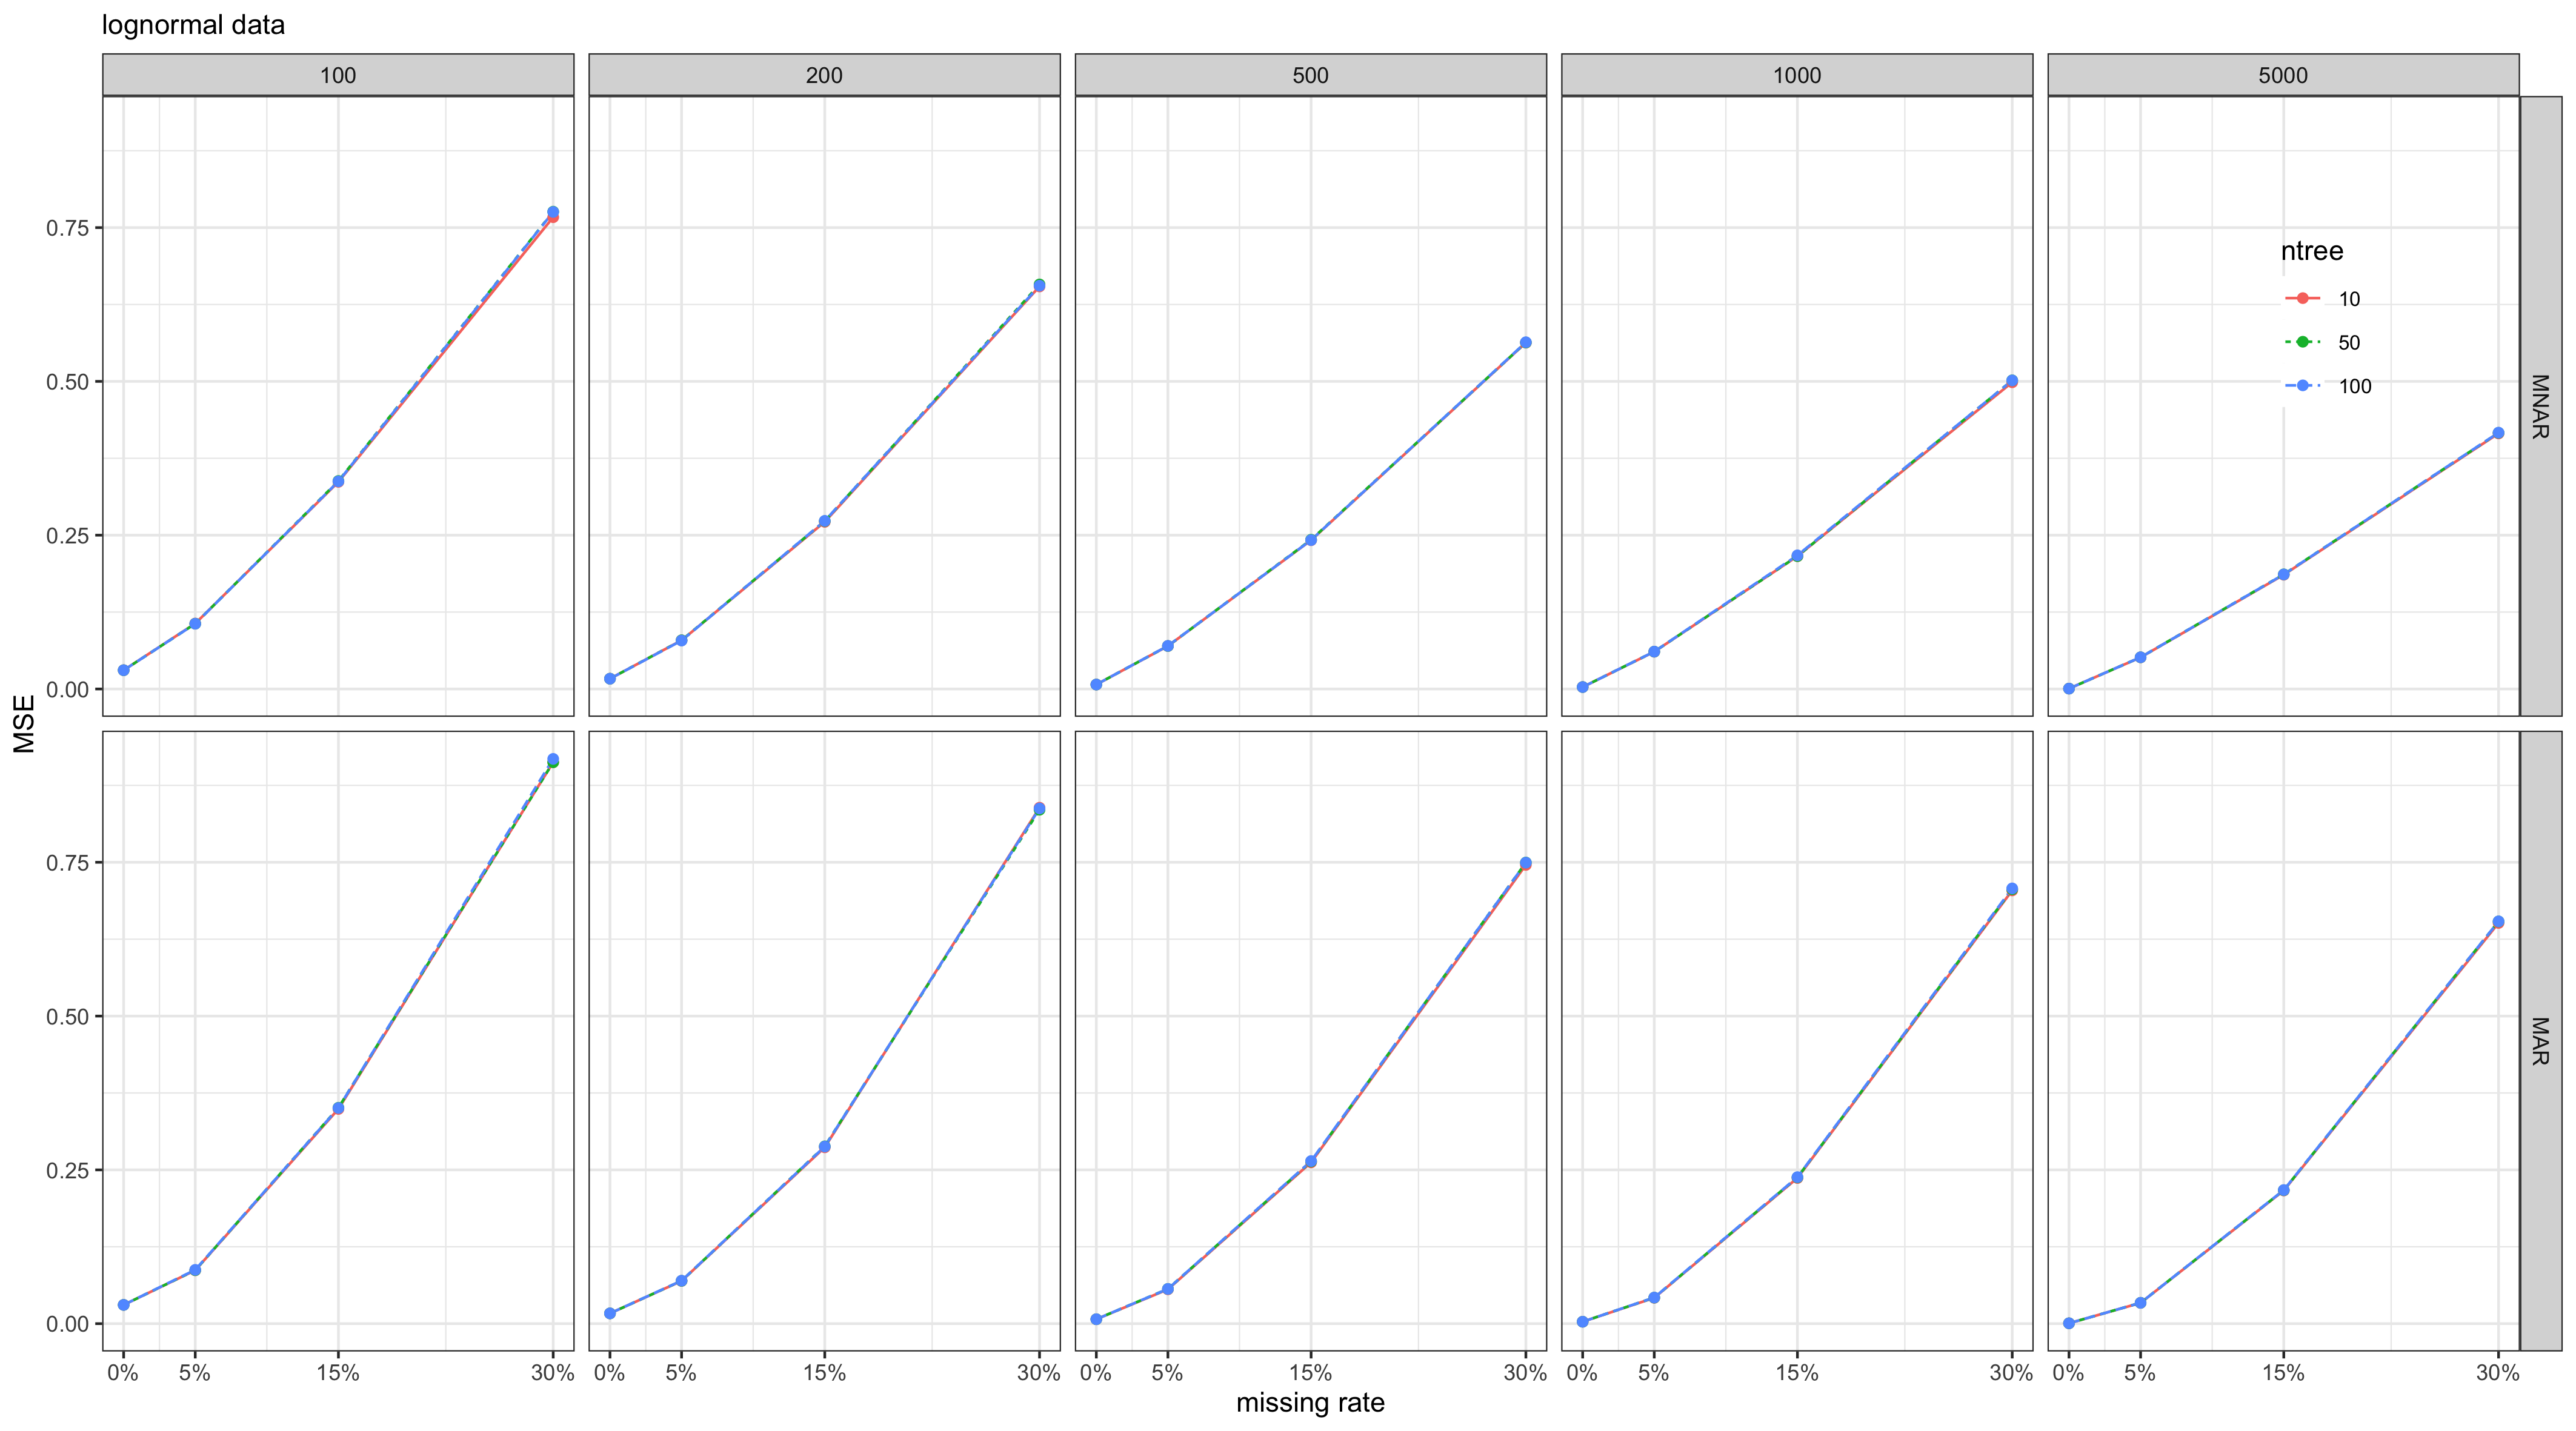 lognormal data
100 200 500 1000 5000
0.75
0.50
0.25
0.00
ntree
10
50
100
MNAR
MSE
0.75
0.50
0.25
0.00
MAR
0% 5% 15% 30% 0% 5% 15% 30% 0% 5% 15% 30% 0% 5% 15% 30% 0% 5% 15% 30%
missing rate